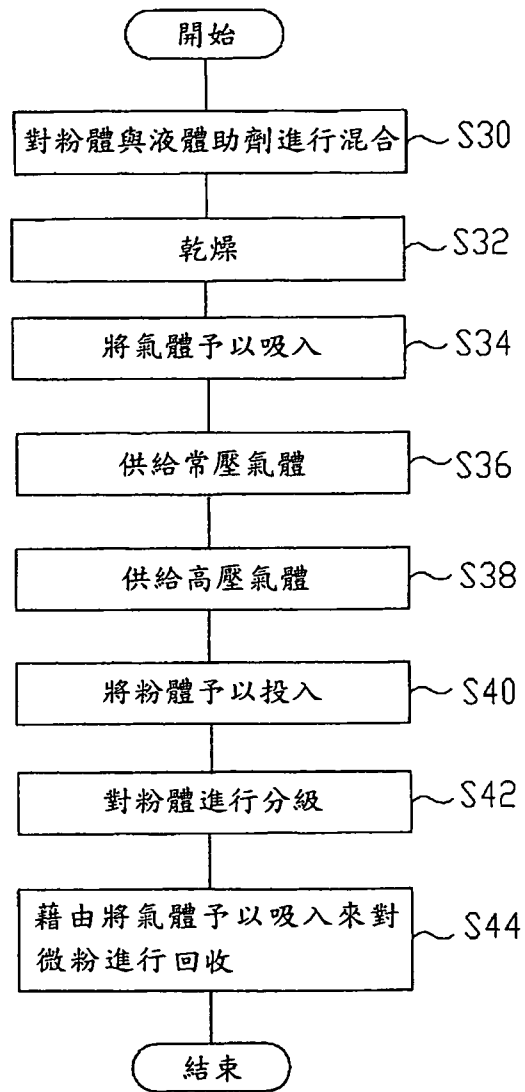 開始
對粉體與液體助劑進行混合 S30
乾燥 S32
將氣體予以吸入 S34
供給常壓氣體 S36
供給高壓氣體 S38
將粉體予以投入 S40
對粉體進行分級 S42
藉由將氣體予以吸入來對
微粉進行回收 S44
結束